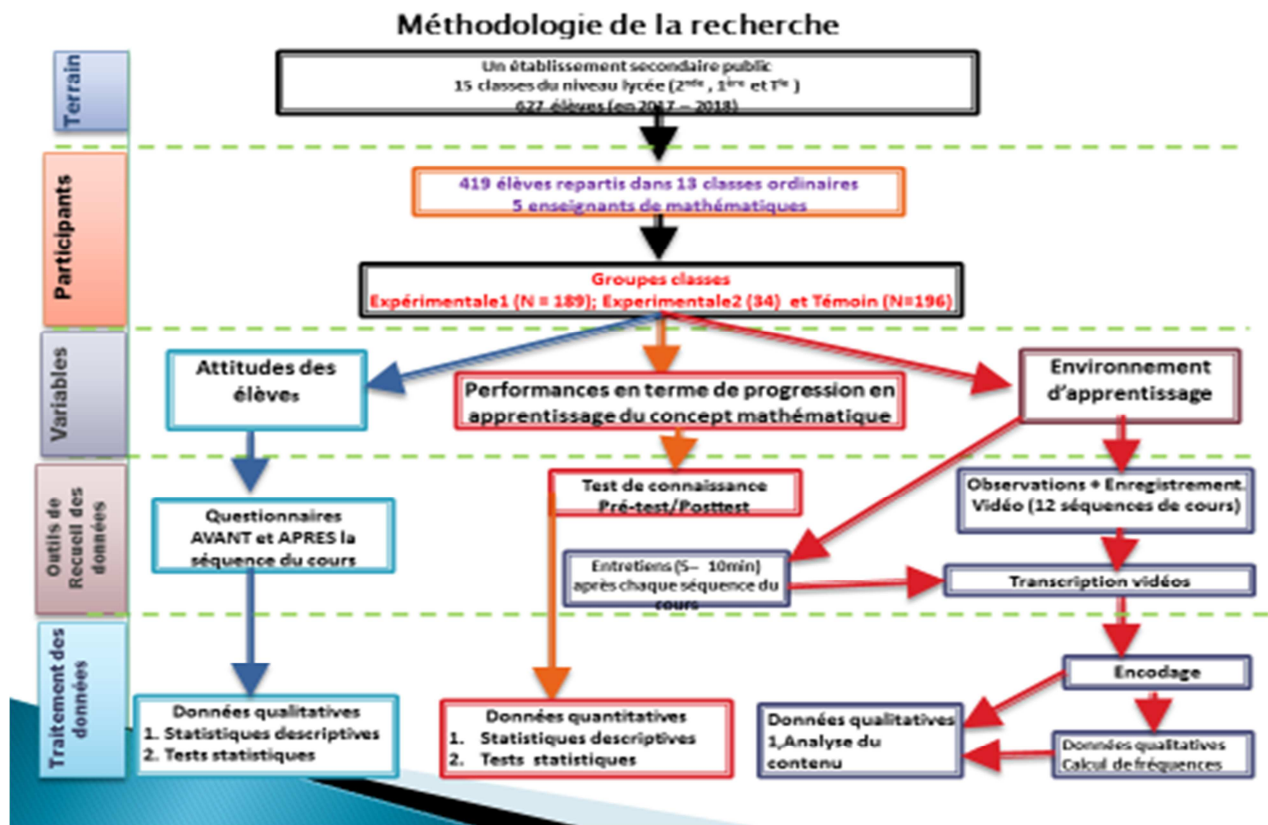 Méthodologie de la recherche
Terrain
Un établissement secondaire public
15 classes du niveau lycée (2nde , 1ère et Tle )
627 élèves (en 2017 – 2018)
Participants
419 élèves repartis dans 13 classes ordinaires
5 enseignants de mathématiques
Groupes classes
Expérimentale1 (N = 189); Experimentale2 (34) et Témoin (N=196)
Variables
Attitudes des
élèves
Performances en terme de progression en
apprentissage du concept mathématique
Environnement
d'apprentissage
Outils de
Recueil des
données
Questionnaires
AVANT et APRES la
séquence du cours
Test de connaissance
Pré-test/Posttest
Entretiens (5– 10min)
après chaque séquence du
cours
Observations + Enregistrement.
Vidéo (12 séquences de cours)
Transcription vidéos
Traitement des
données
Encodage
Données qualitatives
1. Statistiques descriptives
2. Tests statistiques
Données quantitatives
1. Statistiques descriptives
2. Tests statistiques
Données qualitatives
1,Analyse du
contenu
Données qualitatives
Calcul de fréquences